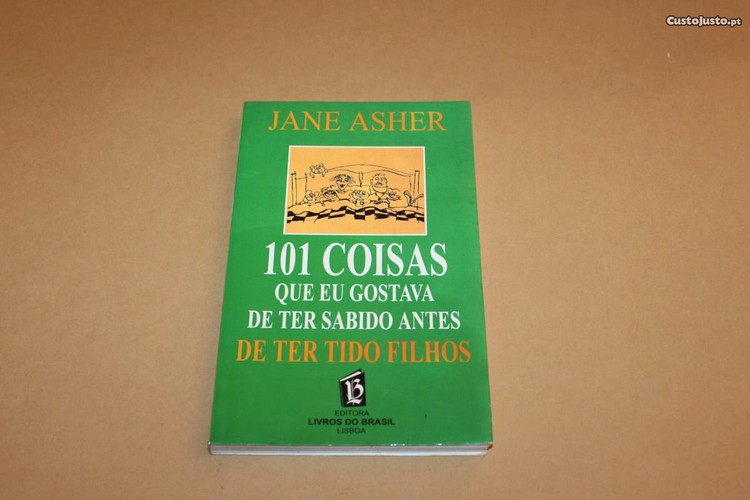 CustoJusto.pt
JANE ASHER
101 COISAS
QUE EU GOSTAVA
DE TER SABIDO ANTES
DE TER TIDO FILHOS
EDITORA
LIVROS DO BRASIL
LISBOA